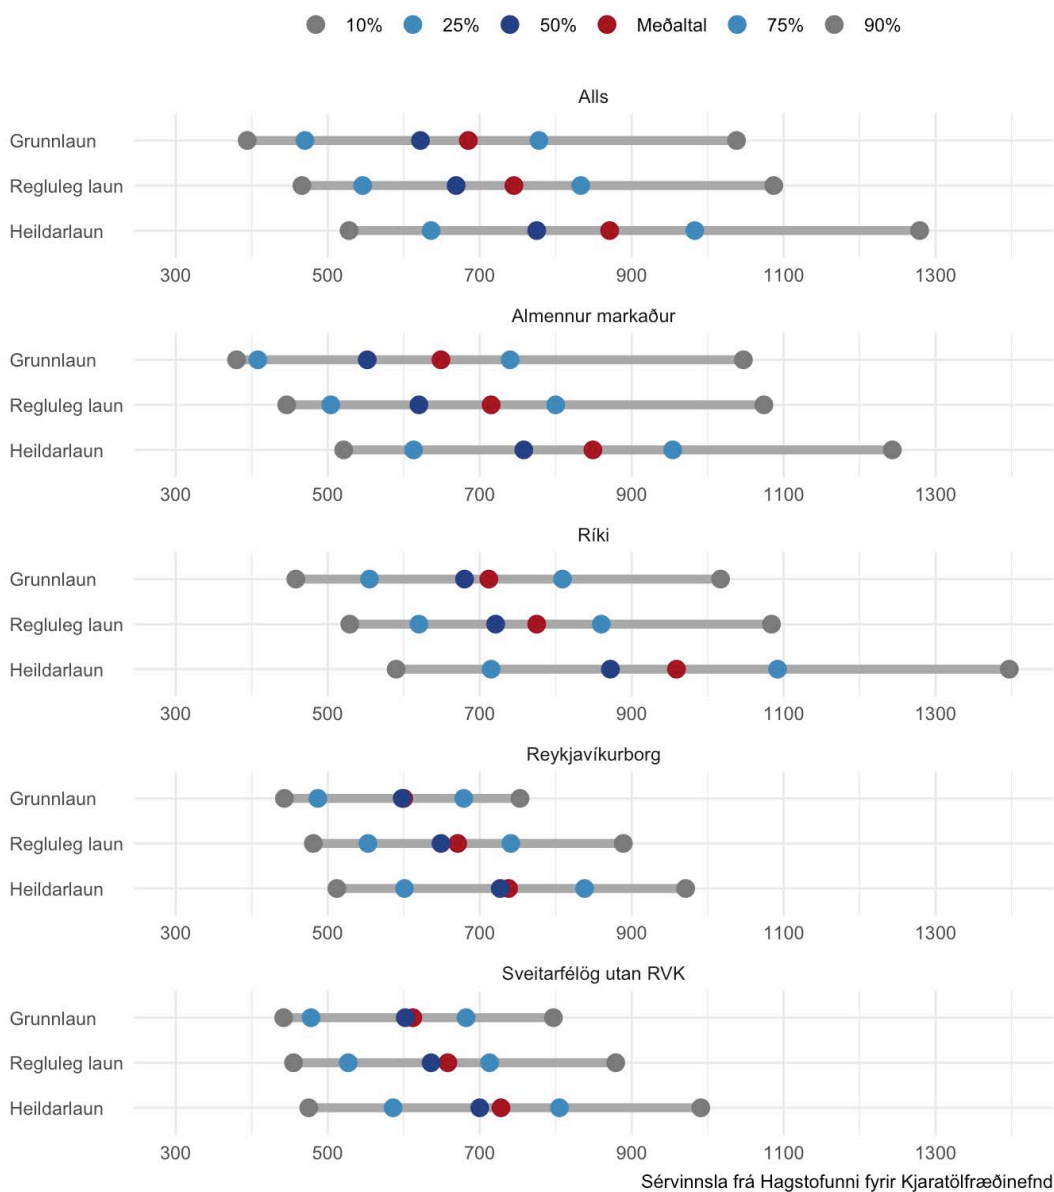 10% 25% 50% Meðaltal 75% 90%
Alls
Grunnlaun
Regluleg laun
Heildarlaun
300 500 700 900 1100 1300
Almennur markaður
Grunnlaun
Regluleg laun
Heildarlaun
300 500 700 900 1100 1300
Ríki
Grunnlaun
Regluleg laun
Heildarlaun
300 500 700 900 1100 1300
Reykjavíkurborg
Grunnlaun
Regluleg laun
Heildarlaun
300 500 700 900 1100 1300
Sveitarfélög utan RVK
Grunnlaun
Regluleg laun
Heildarlaun
300 500 700 900 1100 1300
Sérvinnsla frá Hagstofunni fyrir Kjaratölfræðinefnd